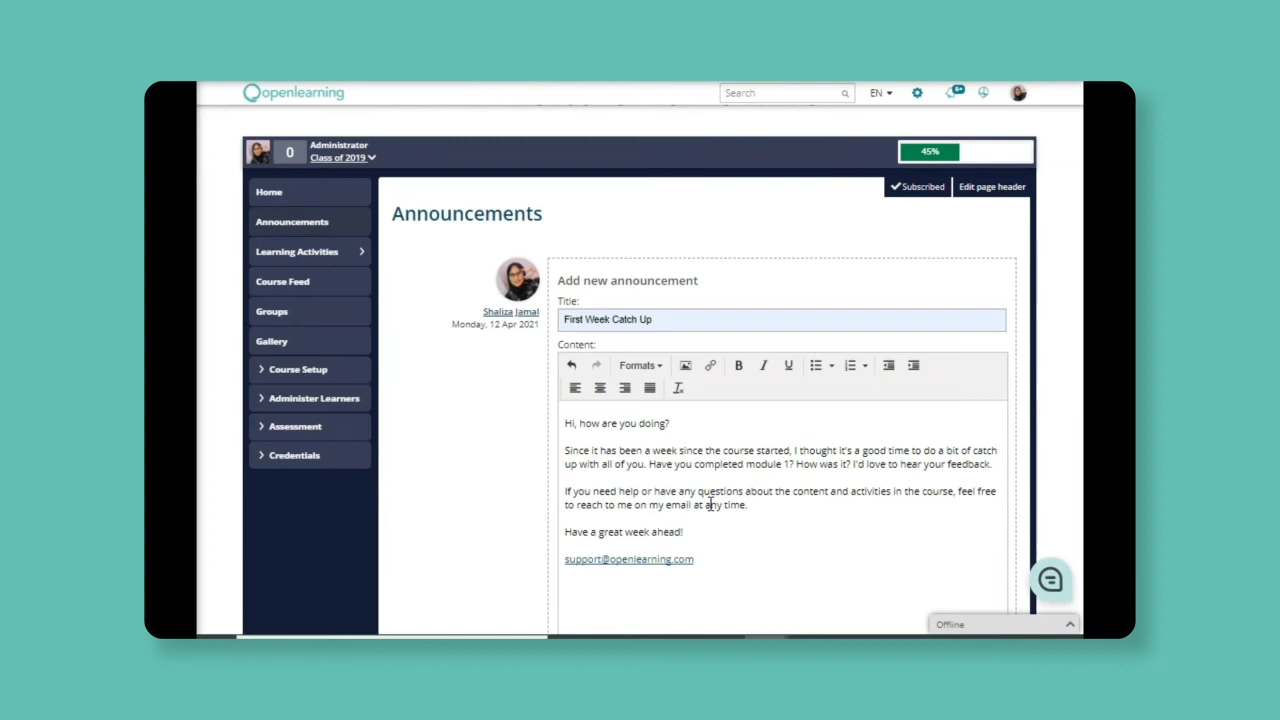 openlearning
Search
EN
6+
0
Administrator
Class of 2019
45%
Subscribed
Edit page header
Home
Announcements
Learning Activities
Course Feed
Groups
Gallery
Course Setup
Administer Learners
Assessment
Credentials
Announcements
Shaliza Jamal
Monday, 12 Apr 2021
Add new announcement
Title:
First Week Catch Up
Content:
Formats
B I U
Hi, how are you doing?
Since it has been a week since the course started, I thought it's a good time to do a bit of catch
up with all of you. Have you completed module 1? How was it? I'd love to hear your feedback.
If you need help or have any questions about the content and activities in the course, feel free
to reach to me on my email at any time.
Have a great week ahead!
support@openlearning.com
Offline